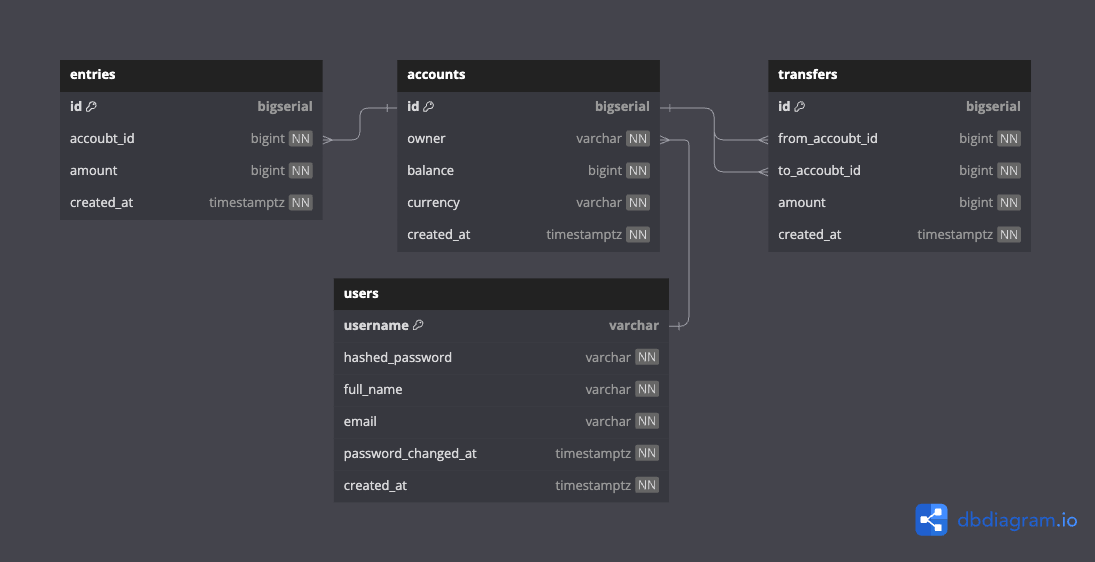 entries
id bigserial
accoubt_id bigint NN
amount bigint NN
created_at timestamptz NN
accounts
id bigserial
owner varchar NN
balance bigint NN
currency varchar NN
created_at timestamptz NN
transfers
id bigserial
from_accoubt_id bigint NN
to_accoubt_id bigint NN
amount bigint NN
created_at timestamptz NN
users
username varchar
hashed_password varchar NN
full_name varchar NN
email varchar NN
password_changed_at timestamptz NN
created_at timestamptz NN
dbdiagram.io